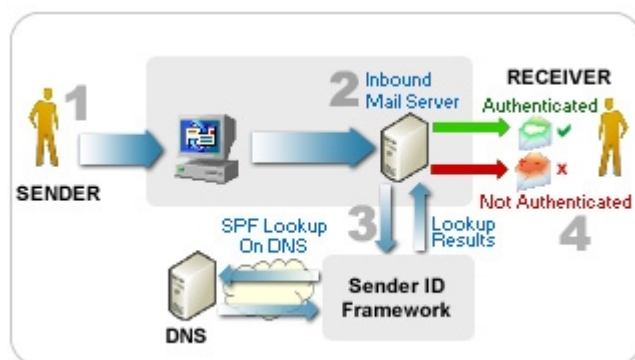 1
SENDER
2
Inbound
Mail Server
RECEIVER
Authenticated
Not Authenticated
4
3
Lookup
Results
SPF Lookup
On DNS
DNS
Sender ID
Framework